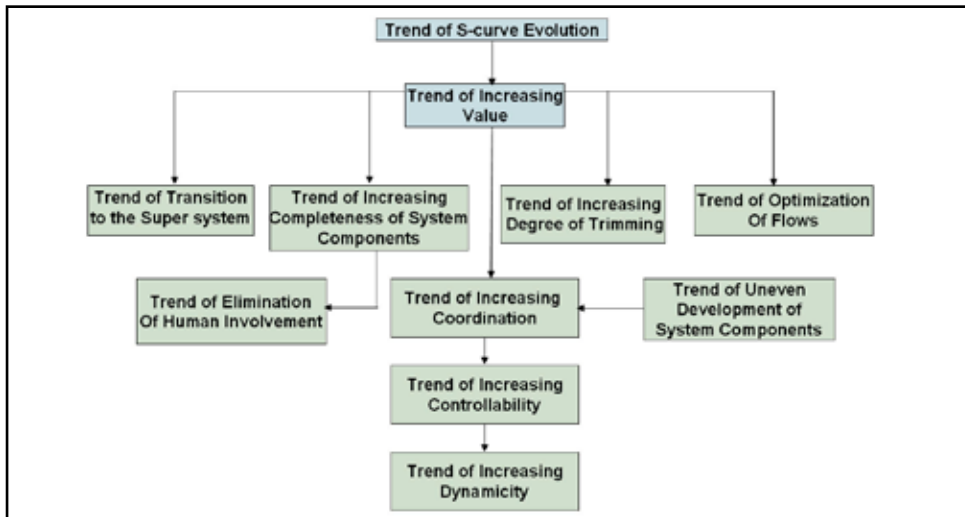 Trend of S-curve Evolution
Trend of Increasing
Value
Trend of Transition
to the Super system
Trend of Increasing
Completeness of System
Components
Trend of Increasing
Degree of Trimming
Trend of Optimization
Of Flows
Trend of Elimination
Of Human Involvement
Trend of Increasing
Coordination
Trend of Uneven
Development of
System Components
Trend of Increasing
Controllability
Trend of Increasing
Dynamicity